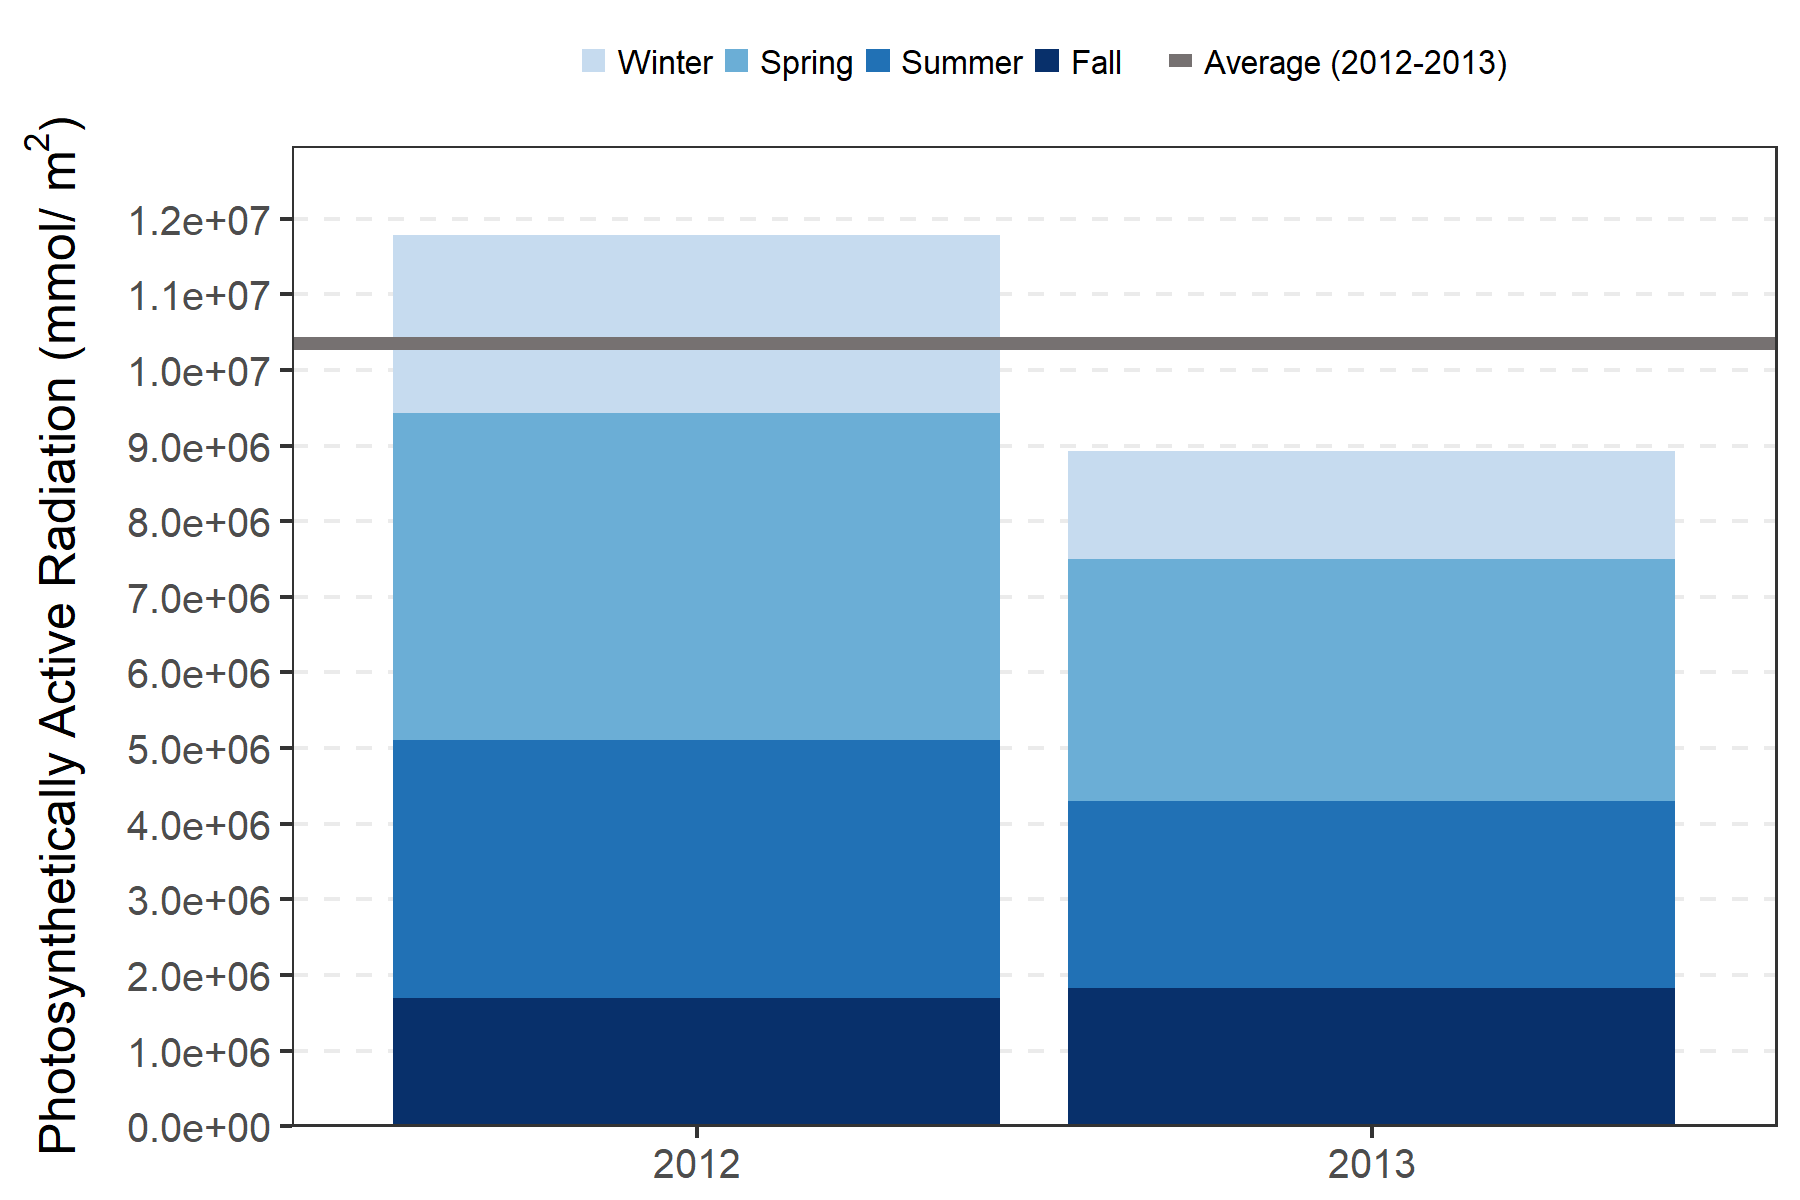 Winter Spring Summer Fall Average (2012-2013)
Photosynthetically Active Radiation (mmol/ m²)
1.2e+07
1.1e+07
1.0e+07
9.0e+06
8.0e+06
7.0e+06
6.0e+06
5.0e+06
4.0e+06
3.0e+06
2.0e+06
1.0e+06
0.0e+00
2012 2013